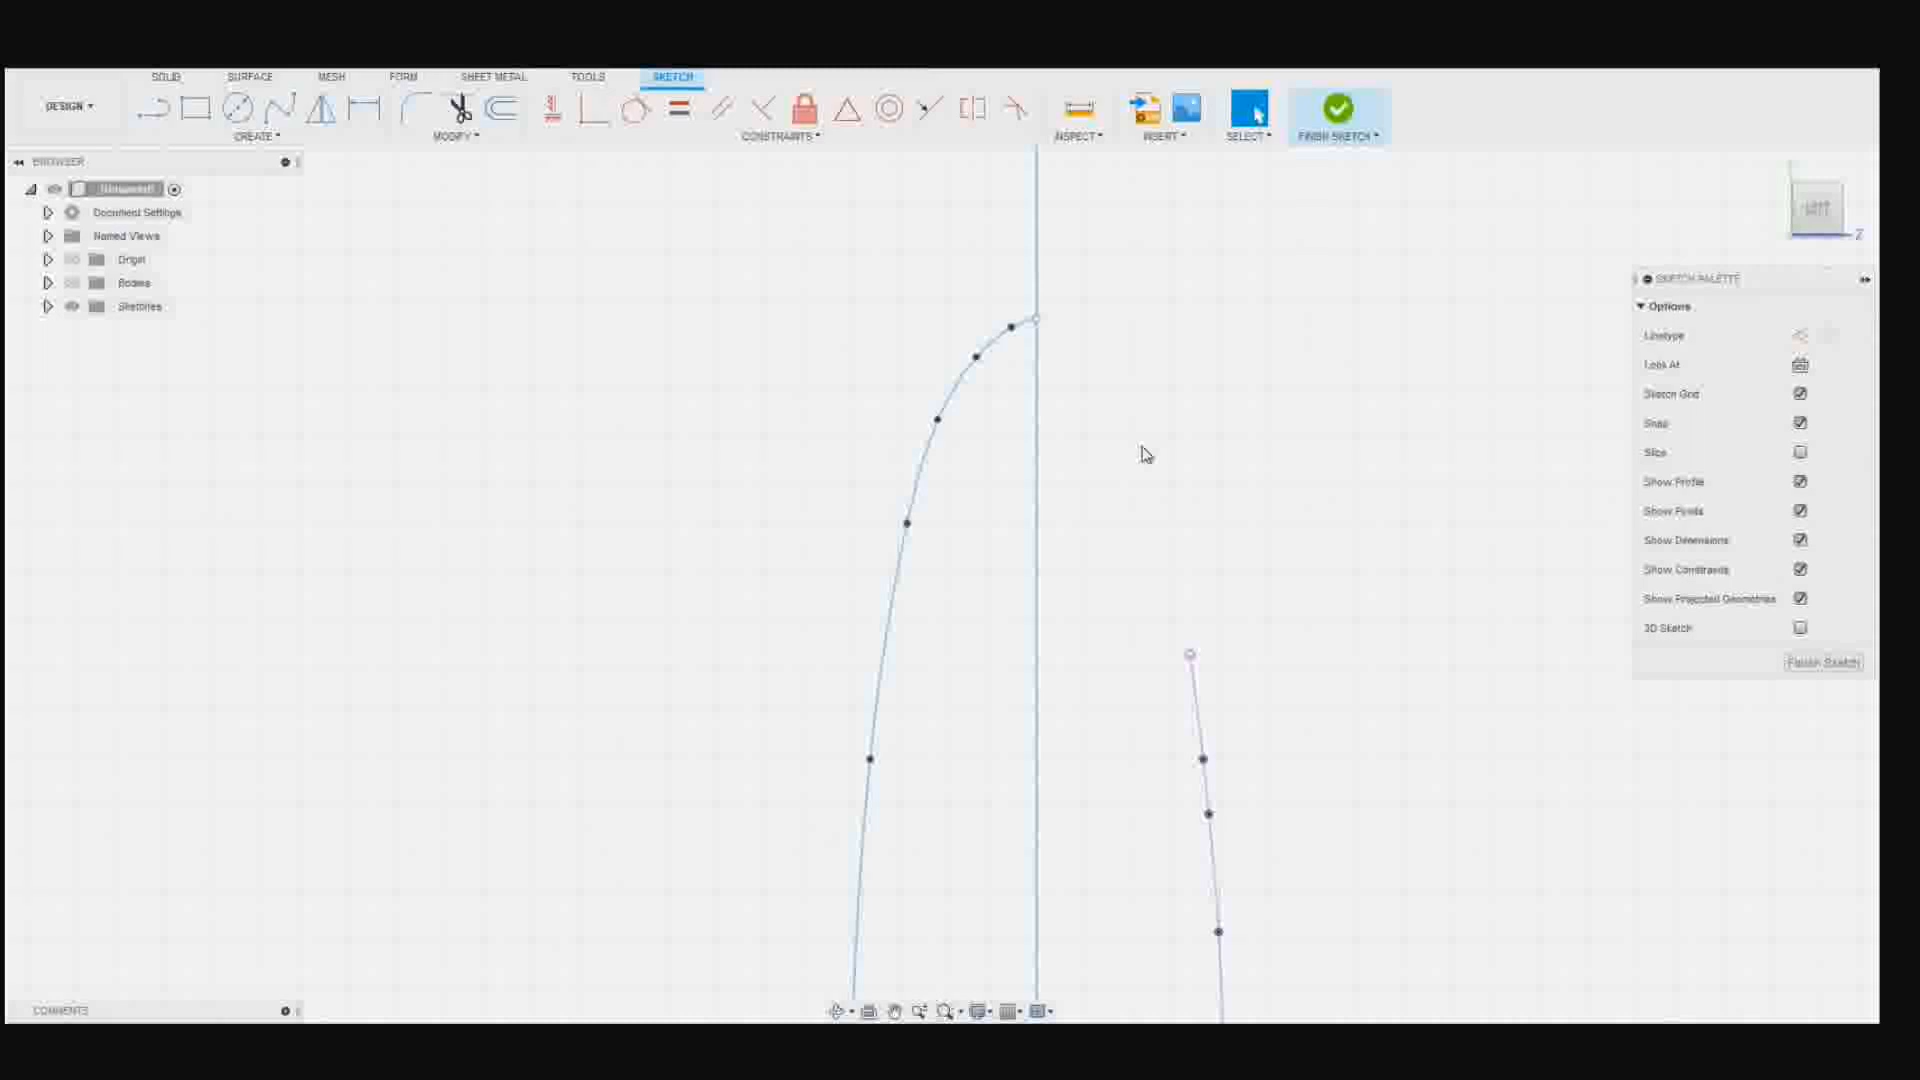 SOLID SURFACE MESH FORM SHEET METAL TOOLS SKETCH
DESIGN
CREATE MODIFY CONSTRAINTS INSPECT INSERT SELECT FINISH SKETCH
BROWSER
Document Settings
Named Views
Origin
Bodies
Sketches
LEFT
Z
SKETCH PALETTE
Options
Linetype
Look At
Sketch Grid
Snap
Slice
Show Profile
Show Points
Show Dimensions
Show Constraints
Show Projected Geometries
3D Sketch
Finish Sketch
COMMENTS